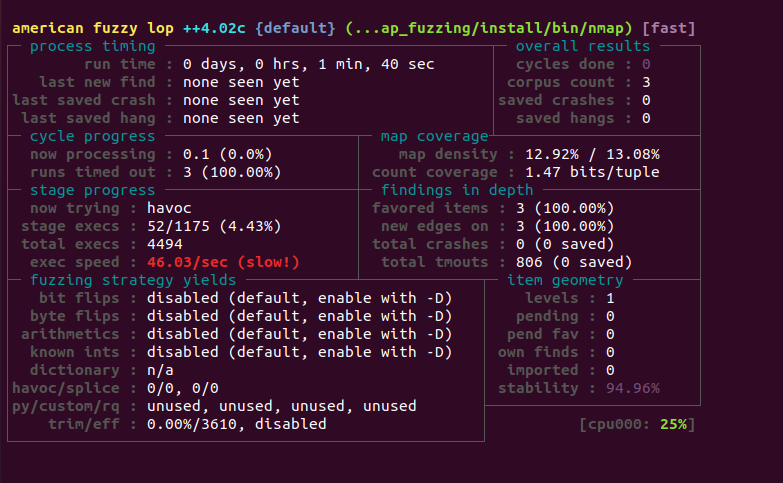 american fuzzy lop ++4.02c {default} (...ap_fuzzing/install/bin/nmap) [fast]
process timing overall results
run time : 0 days, 0 hrs, 1 min, 40 sec cycles done : 0
last new find : none seen yet corpus count : 3
last saved crash : none seen yet saved crashes : 0
last saved hang : none seen yet saved hangs : 0
cycle progress map coverage
now processing : 0.1 (0.0%) map density : 12.92% / 13.08%
runs timed out : 3 (100.00%) count coverage : 1.47 bits/tuple
stage progress findings in depth
now trying : havoc favored items : 3 (100.00%)
stage execs : 52/1175 (4.43%) new edges on : 3 (100.00%)
total execs : 4494 total crashes : 0 (0 saved)
exec speed : 46.03/sec (slow!) total tmouts : 806 (0 saved)
fuzzing strategy yields item geometry
bit flips : disabled (default, enable with -D) levels : 1
byte flips : disabled (default, enable with -D) pending : 0
arithmetics : disabled (default, enable with -D) pend fav : 0
known ints : disabled (default, enable with -D) own finds : 0
dictionary : n/a imported : 0
havoc/splice : 0/0, 0/0 stability : 94.96%
py/custom/rq : unused, unused, unused, unused
trim/eff : 0.00%/3610, disabled [cpu000: 25%]